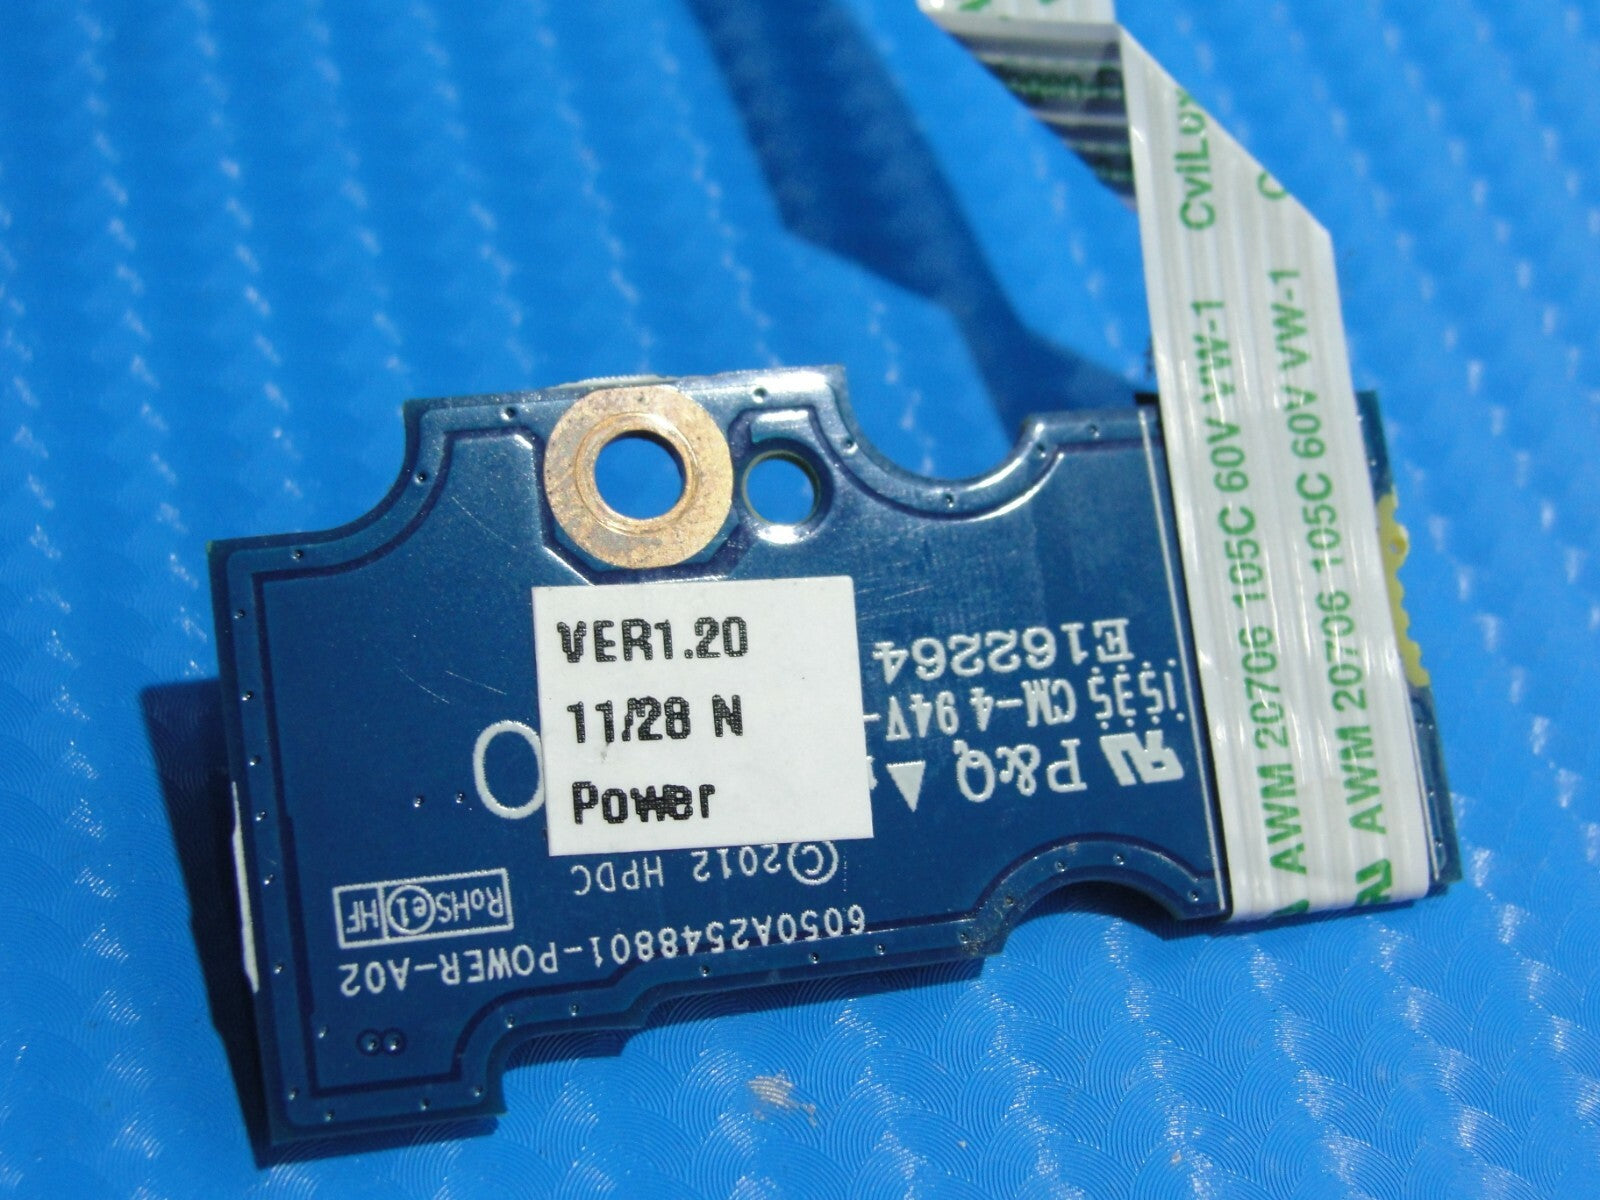 VER1.20
11/28 N
Power
E162264
CM-4 94V-
P&Q
©2012 HPDC
6050A2548801-POWER-A02
RoHS e1 HF
AWM 20706 105C 60V VW-1 CviLux
AWM 20706 105C 60V VW-1 C